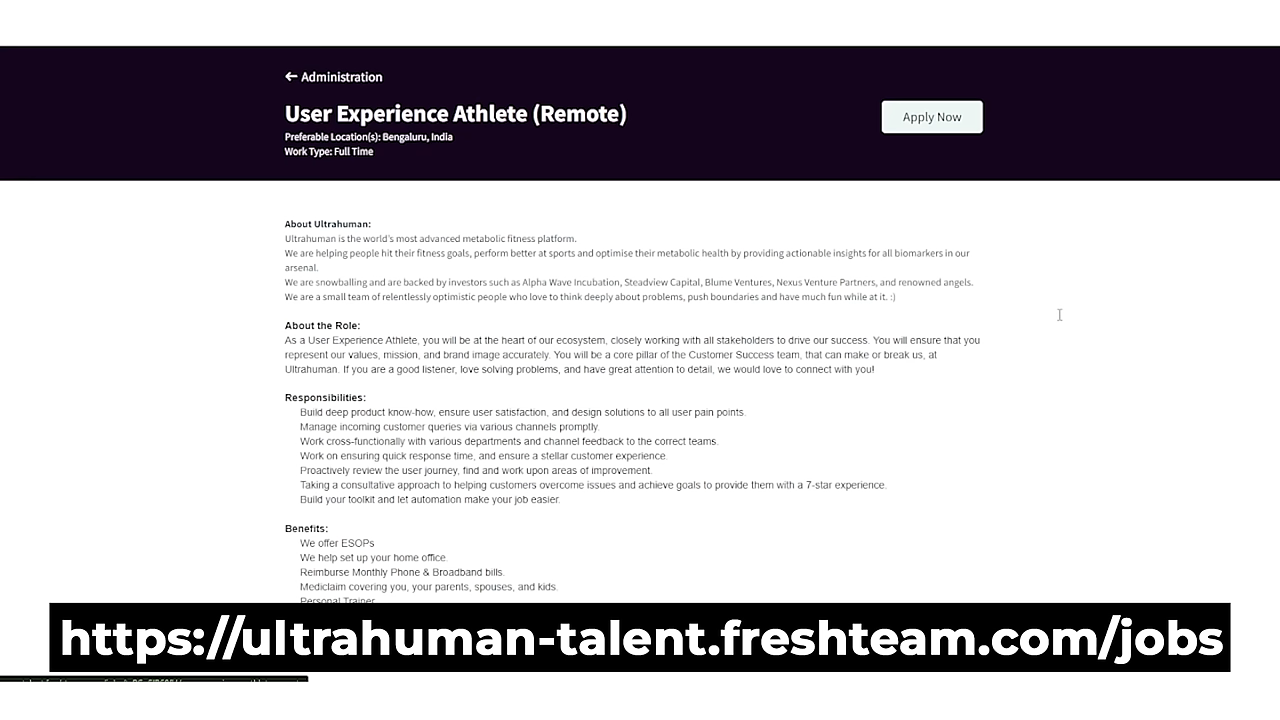 ← Administration
User Experience Athlete (Remote)
Preferable Location(s): Bengaluru, India
Work Type: Full Time
Apply Now
About Ultrahuman:
Ultrahuman is the world's most advanced metabolic fitness platform.
We are helping people hit their fitness goals, perform better at sports and optimise their metabolic health by providing actionable insights for all biomarkers in our
arsenal.
We are snowballing and are backed by investors such as Alpha Wave Incubation, Steadview Capital, Blume Ventures, Nexus Venture Partners, and renowned angels.
We are a small team of relentlessly optimistic people who love to think deeply about problems, push boundaries and have much fun while at it. :)
About the Role:
As a User Experience Athlete, you will be at the heart of our ecosystem, closely working with all stakeholders to drive our success. You will ensure that you
represent our values, mission, and brand image accurately. You will be a core pillar of the Customer Success team, that can make or break us, at
Ultrahuman. If you are a good listener, love solving problems, and have great attention to detail, we would love to connect with you!
Responsibilities:
Build deep product know-how, ensure user satisfaction, and design solutions to all user pain points.
Manage incoming customer queries via various channels promptly.
Work cross-functionally with various departments and channel feedback to the correct teams.
Work on ensuring quick response time, and ensure a stellar customer experience.
Proactively review the user journey, find and work upon areas of improvement.
Taking a consultative approach to helping customers overcome issues and achieve goals to provide them with a 7-star experience.
Build your toolkit and let automation make your job easier.
Benefits:
We offer ESOPs
We help set up your home office.
Reimburse Monthly Phone & Broadband bills.
Mediclaim covering you, your parents, spouses, and kids.
Personal Trainer
https://ultrahuman-talent.freshteam.com/jobs